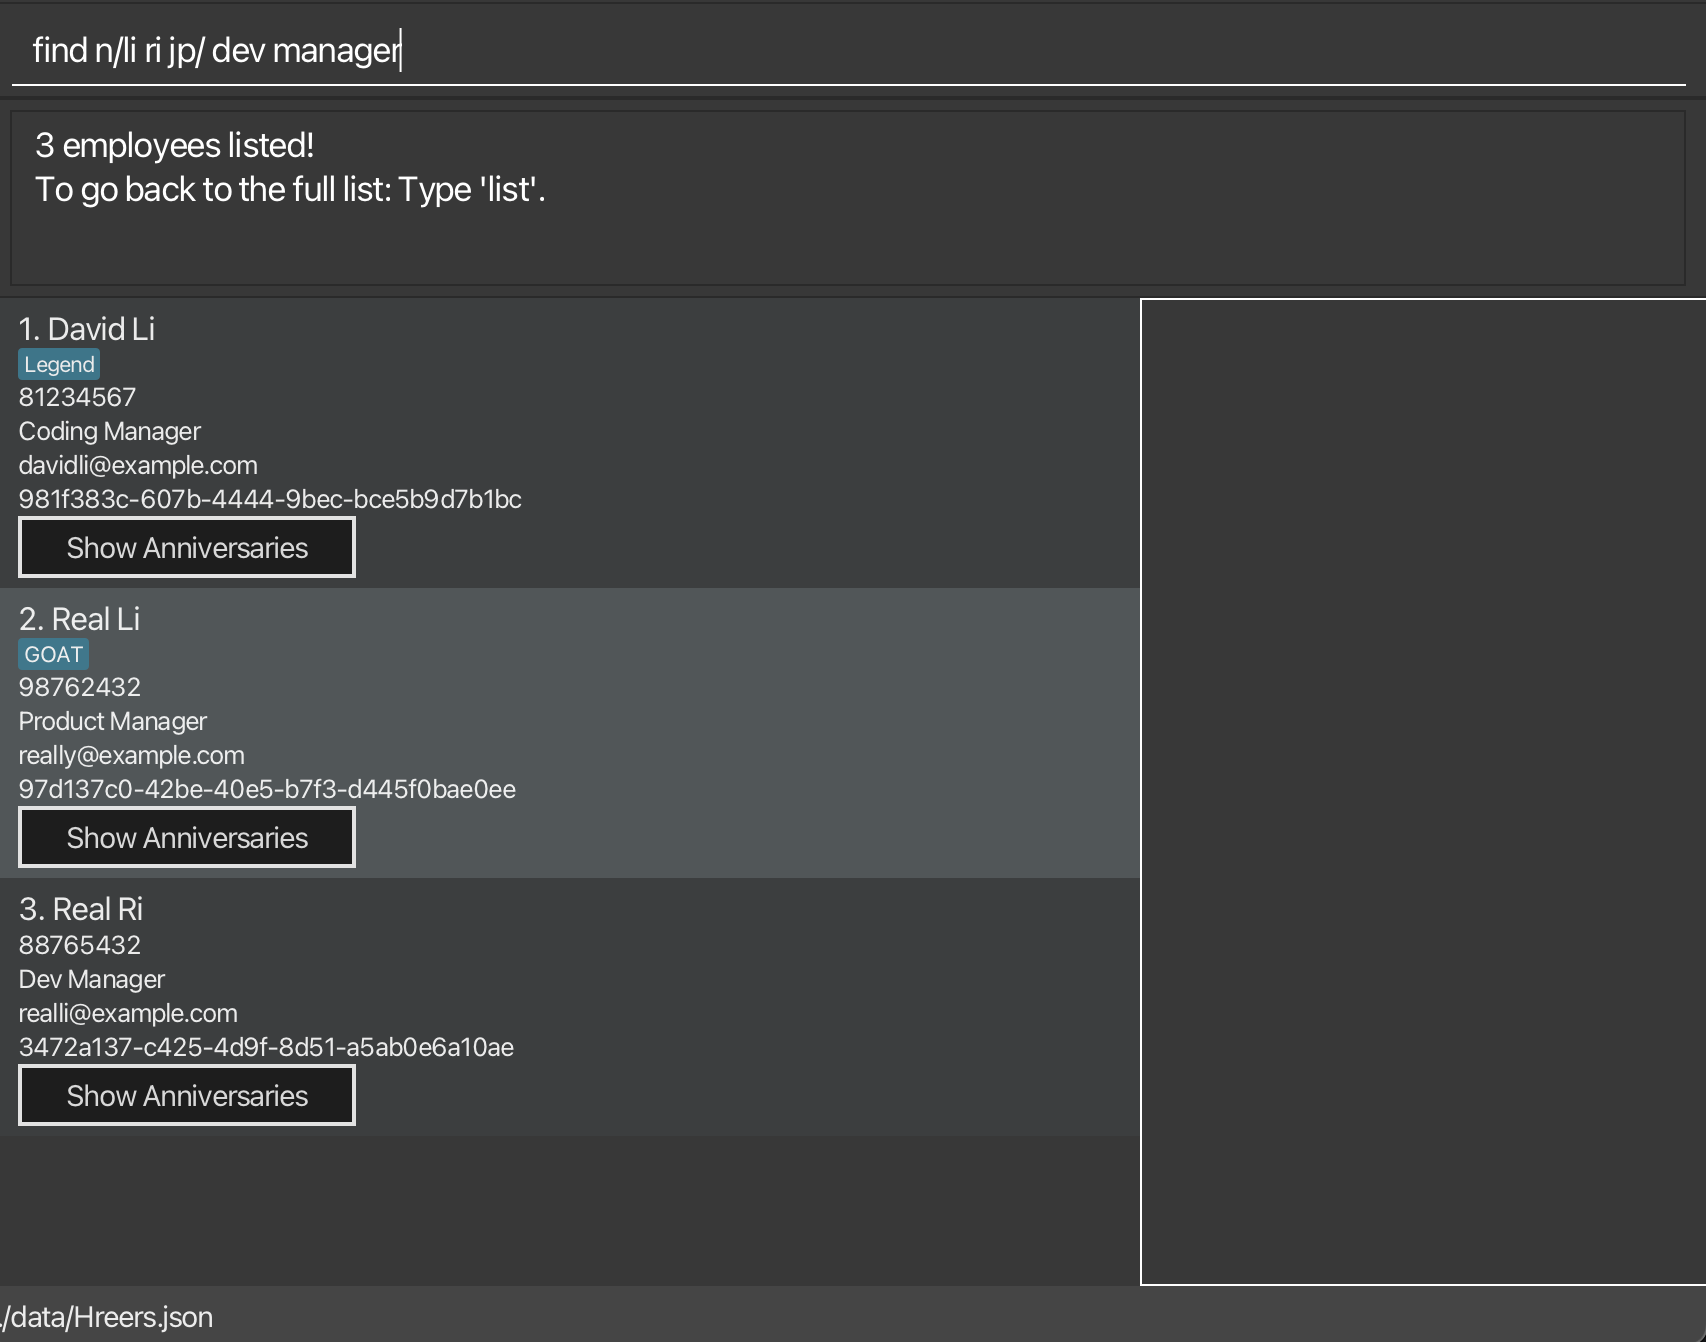 find n/li ri jp/ dev manager
3 employees listed!
To go back to the full list: Type 'list'.
1. David Li
Legend
81234567
Coding Manager
davidli@example.com
981f383c-607b-4444-9bec-bce5b9d7b1bc
Show Anniversaries
2. Real Li
GOAT
98762432
Product Manager
really@example.com
97d137c0-42be-40e5-b7f3-d445f0bae0ee
Show Anniversaries
3. Real Ri
88765432
Dev Manager
realli@example.com
3472a137-c425-4d9f-8d51-a5ab0e6a10ae
Show Anniversaries
./data/Hreers.json